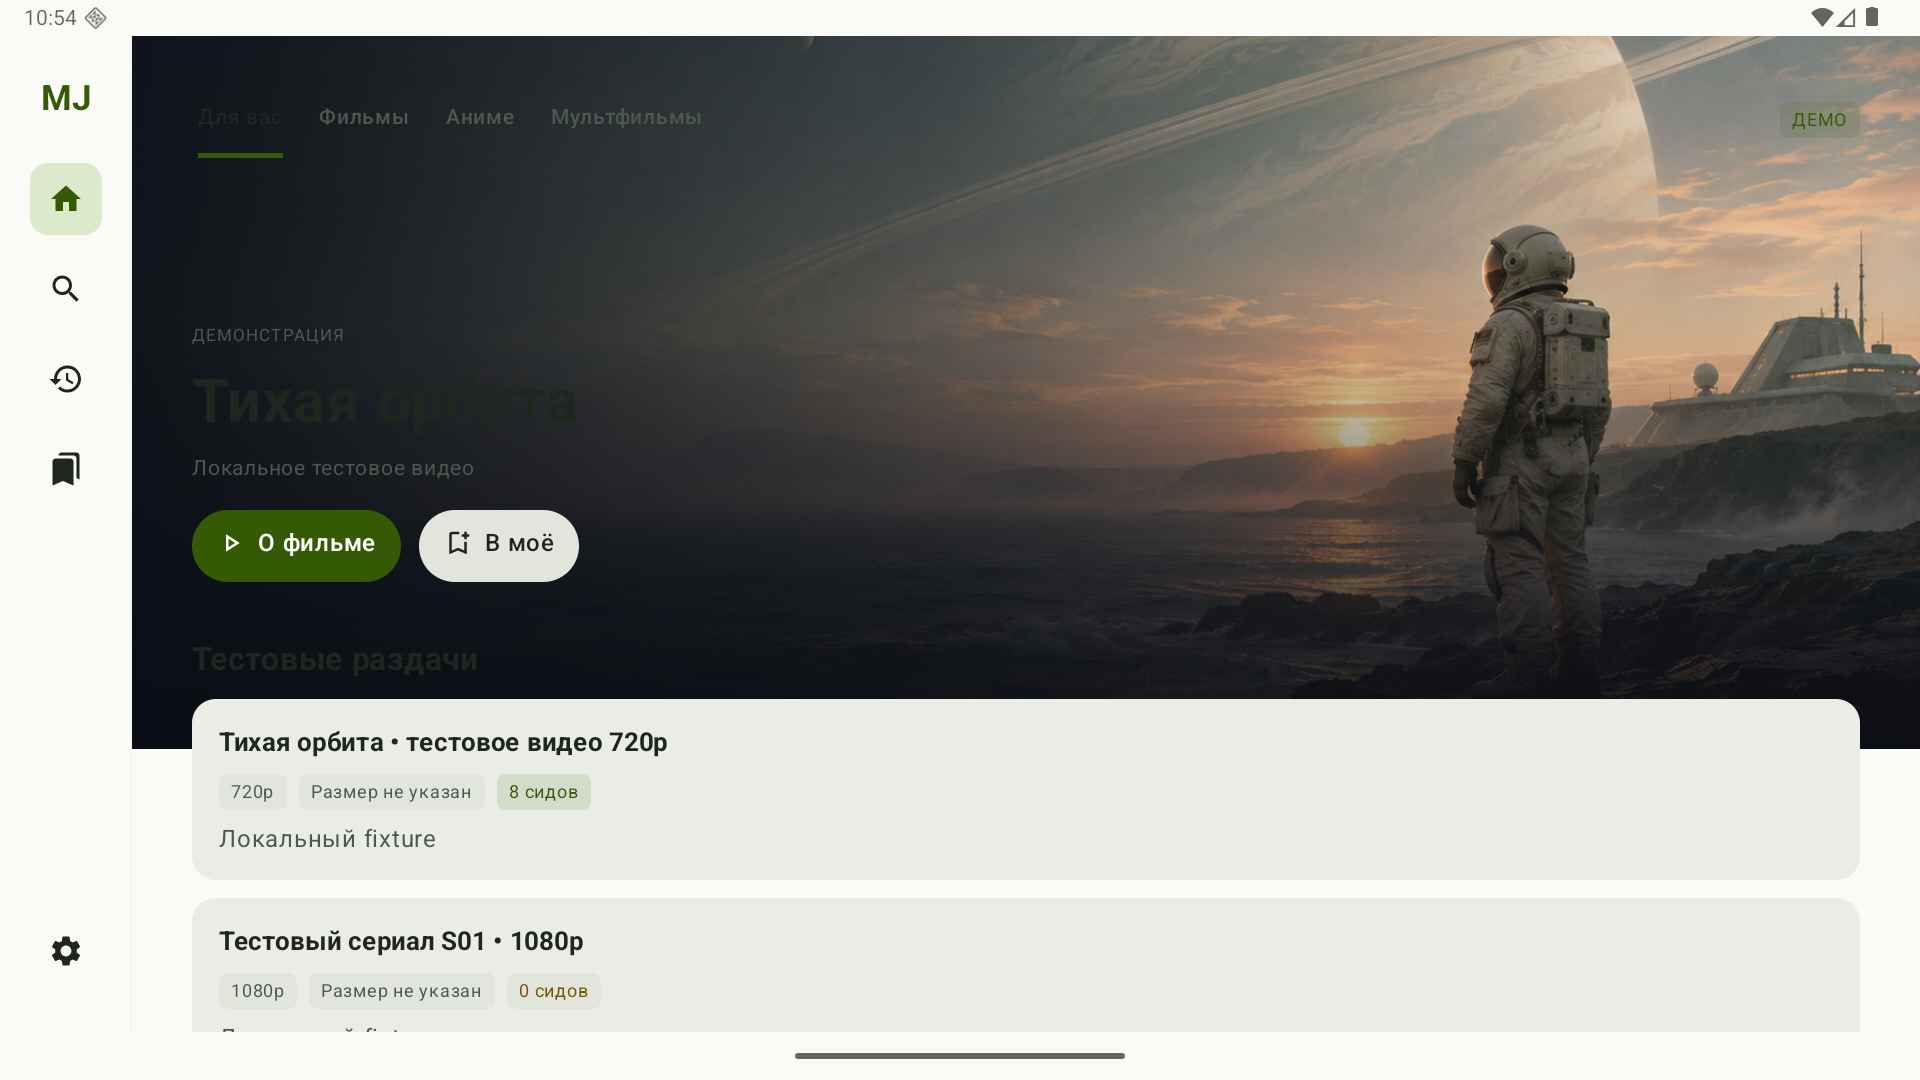 10:54
MJ
Для вас Фильмы Аниме Мультфильмы
ДЕМО
ДЕМОНСТРАЦИЯ
Тихая орбита
Локальное тестовое видео
О фильме В моё
Тестовые раздачи
Тихая орбита • тестовое видео 720p
720p Размер не указан 8 сидов
Локальный fixture
Тестовый сериал S01 • 1080p
1080p Размер не указан 0 сидов